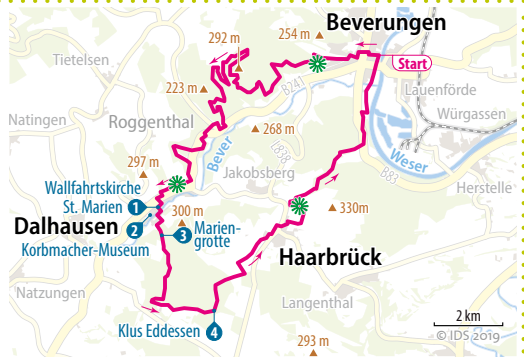 Beverungen
254 m
292 m
Start
Tietelsen
B241
Lauenförde
223 m
Würgassen
Natingen
Roggenthal
268 m
Bever
L838
Weser
B83
297 m
Jakobsberg
Herstelle
Wallfahrtskirche
St. Marien
1
300 m
330m
Dalhausen
2
3
Marien-
grotte
Korbmacher-Museum
Haarbrück
Natzungen
Langenthal
2 km
Klus Eddessen
4
© IDS 2019
293 m